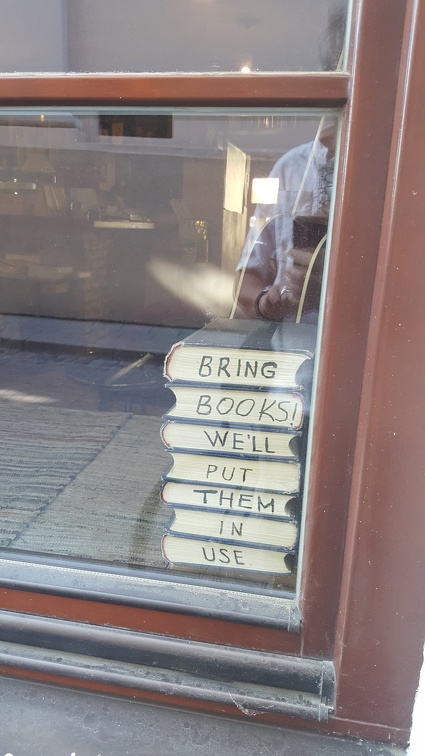 BRING
BOOKS!
WE'LL
PUT
THEM
IN
USE.